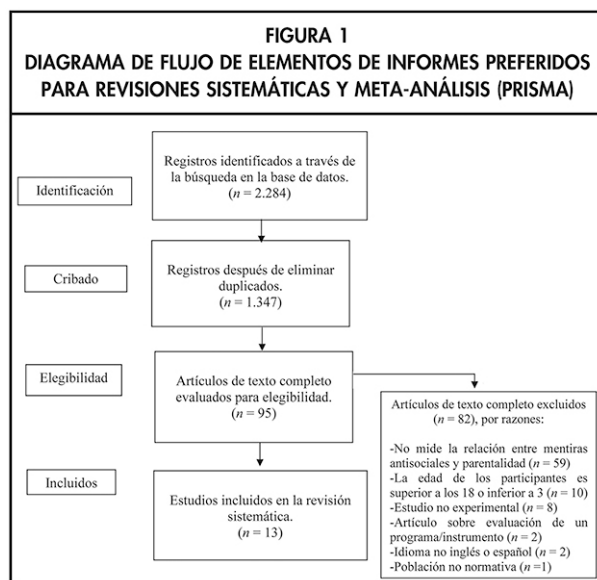 FIGURA 1
DIAGRAMA DE FLUJO DE ELEMENTOS DE INFORMES PREFERIDOS
PARA REVISIONES SISTEMÁTICAS Y META-ANÁLISIS (PRISMA)
Identificación
Registros identificados a través de
la búsqueda en la base de datos.
(n = 2.284)
Cribado
Registros después de eliminar
duplicados.
(n = 1.347)
Elegibilidad
Artículos de texto completo
evaluados para elegibilidad.
(n = 95)
Artículos de texto completo excluidos
(n = 82), por razones:
-No mide la relación entre mentiras
antisociales y parentalidad (n = 59)
-La edad de los participantes es
superior a los 18 o inferior a 3 (n = 10)
-Estudio no experimental (n = 8)
-Artículo sobre evaluación de un
programa/instrumento (n = 2)
-Idioma no inglés o español (n = 2)
-Población no normativa (n =1)
Incluidos
Estudios incluidos en la revisión
sistemática.
(n = 13)